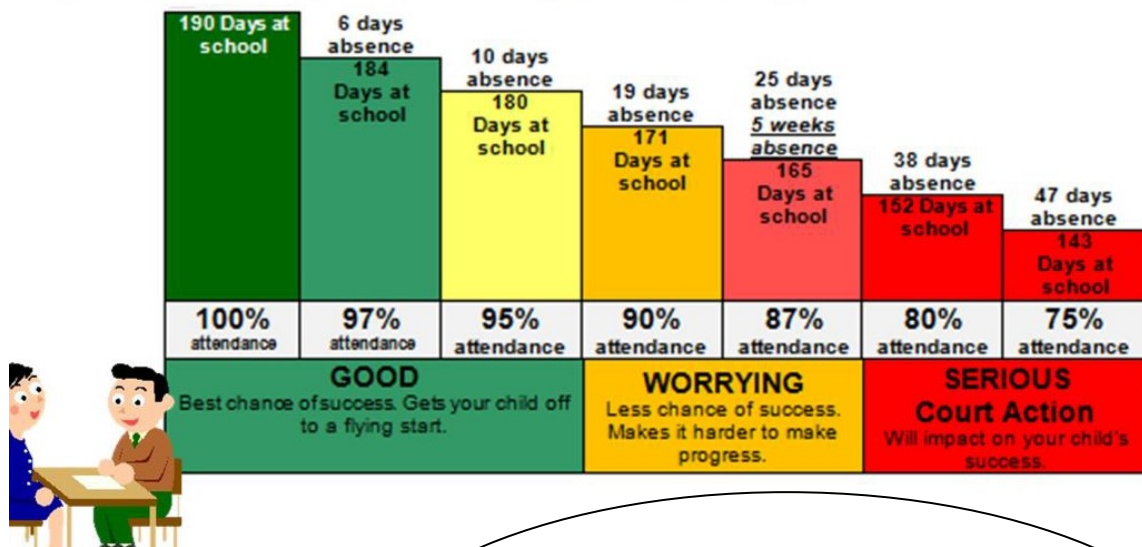 190 Days at
school
6 days
absence
184
Days at
school
10 days
absence
180
Days at
school
19 days
absence
171
Days at
school
25 days
absence
5 weeks
absence
165
Days at
school
38 days
absence
152 Days at
school
47 days
absence
143
Days at
school
100%
attendance
97%
attendance
95%
attendance
90%
attendance
87%
attendance
80%
attendance
75%
attendance
GOOD
Best chance of success. Gets your child off
to a flying start.
WORRYING
Less chance of success.
Makes it harder to make
progress.
SERIOUS
Court Action
Will impact on your child's
success.